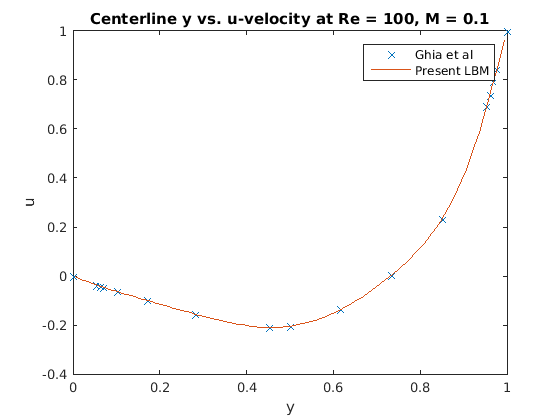 Centerline y vs. u-velocity at Re = 100, M = 0.1
Ghia et al
Present LBM
1
0.8
0.6
0.4
0.2
0
-0.2
-0.4
u
0
0.2
0.4
0.6
0.8
1
y